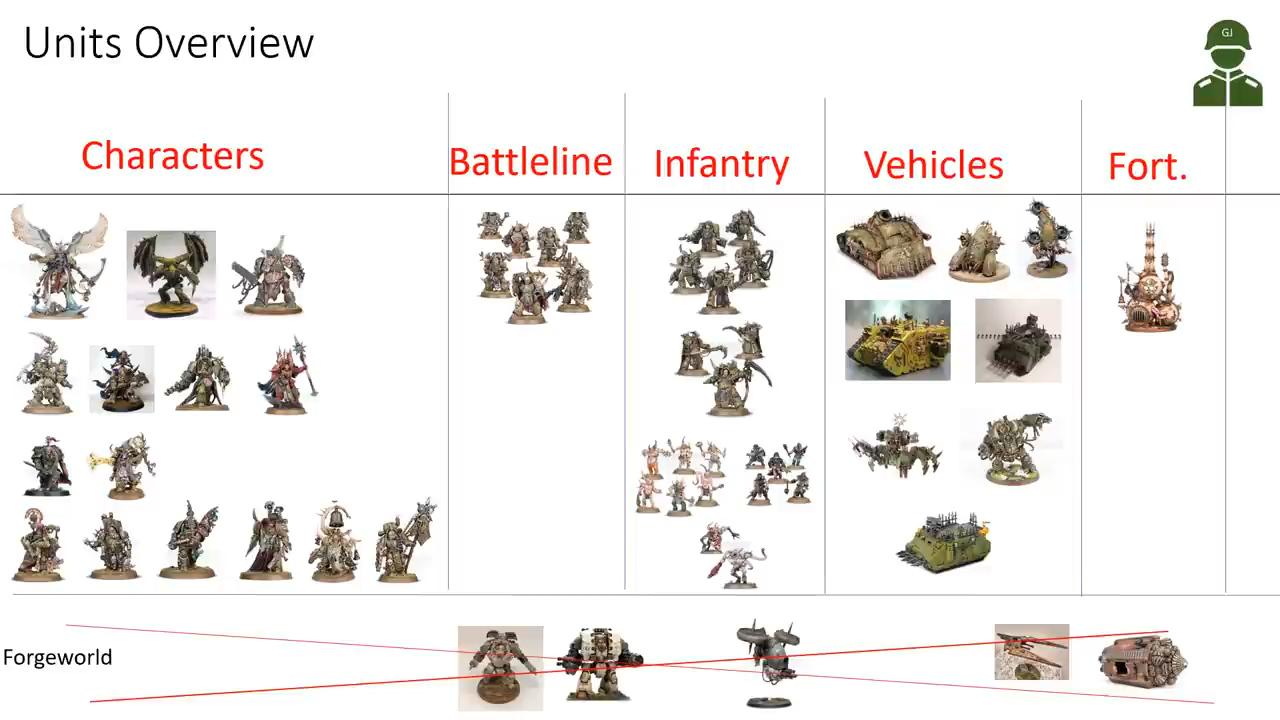 Units Overview
GJ
Characters
Battleline
Infantry
Vehicles
Fort.
Forgeworld